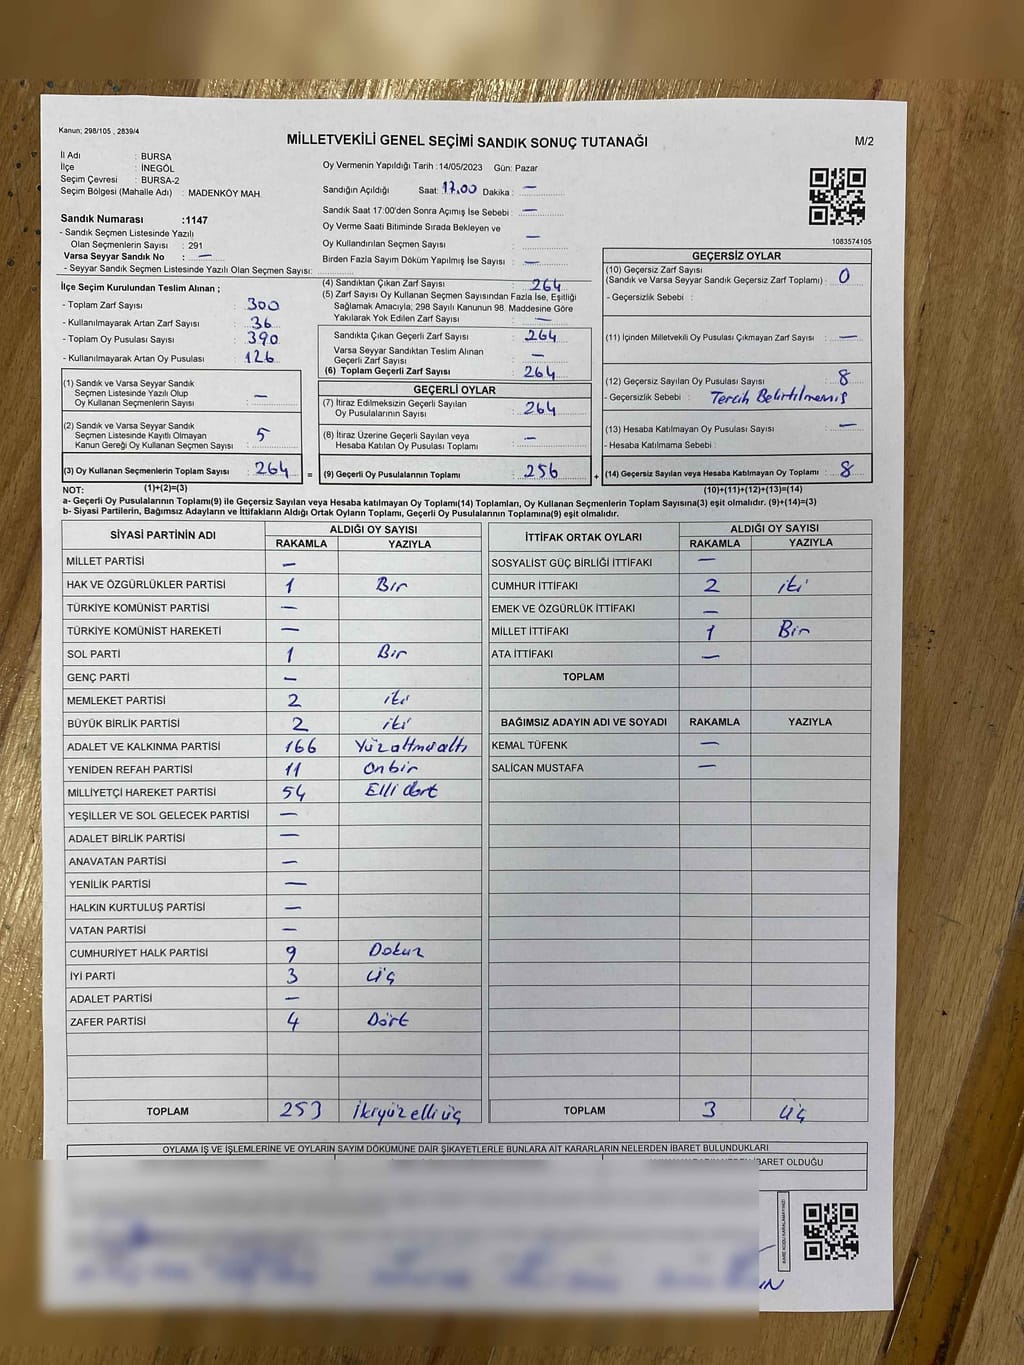 Kanun; 298/105 , 2839/4
MİLLETVEKİLİ GENEL SEÇİMİ SANDIK SONUÇ TUTANAĞI
M/2
İl Adı : BURSA
İlçe : İNEGÖL
Seçim Çevresi : BURSA-2
Seçim Bölgesi (Mahalle Adı) : MADENKÖY MAH.
Sandık Numarası :1147
- Sandık Seçmen Listesinde Yazılı
Olan Seçmenlerin Sayısı : 291
Varsa Seyyar Sandık No : —
- Seyyar Sandık Seçmen Listesinde Yazılı Olan Seçmen Sayısı:
Oy Vermenin Yapıldığı Tarih :14/05/2023 Gün: Pazar
Sandığın Açıldığı Saat: 17.00 Dakika : —
Sandık Saat 17:00'den Sonra Açımış İse Sebebi : —
Oy Verme Saati Bitiminde Sırada Bekleyen ve
Oy Kullandırılan Seçmen Sayısı : —
Birden Fazla Sayım Döküm Yapılmış İse Sayısı : —
1083574105
İlçe Seçim Kurulundan Teslim Alınan ;
- Toplam Zarf Sayısı : 300
- Kullanılmayarak Artan Zarf Sayısı : 36
- Toplam Oy Pusulası Sayısı : 390
- Kullanılmayarak Artan Oy Pusulası : 126
(4) Sandıktan Çıkan Zarf Sayısı : 264
(5) Zarf Sayısı Oy Kullanan Seçmen Sayısından Fazla İse, Eşitliği
Sağlamak Amacıyla; 298 Sayılı Kanunun 98. Maddesine Göre
Yakılarak Yok Edilen Zarf Sayısı : —
Sandıkta Çıkan Geçerli Zarf Sayısı : 264
Varsa Seyyar Sandıktan Teslim Alınan
Geçerli Zarf Sayısı : —
(6) Toplam Geçerli Zarf Sayısı : 264
GEÇERSİZ OYLAR
(10) Geçersiz Zarf Sayısı
(Sandık ve Varsa Seyyar Sandık Geçersiz Zarf Toplamı) : 0
- Geçersizlik Sebebi :
(11) İçinden Milletvekili Oy Pusulası Çıkmayan Zarf Sayısı : —
(12) Geçersiz Sayılan Oy Pusulası Sayısı : 8
- Geçersizlik Sebebi : Tercih Belirtilmemiş
(13) Hesaba Katılmayan Oy Pusulası Sayısı : —
- Hesaba Katılmama Sebebi :
(14) Geçersiz Sayılan veya Hesaba Katılmayan Oy Toplamı : 8
(10)+(11)+(12)+(13)=(14)
(1) Sandık ve Varsa Seyyar Sandık
Seçmen Listesinde Yazılı Olup
Oy Kullanan Seçmenlerin Sayısı : —
(2) Sandık ve Varsa Seyyar Sandık
Seçmen Listesinde Kayıtlı Olmayan
Kanun Gereği Oy Kullanan Seçmen Sayısı : 5
(3) Oy Kullanan Seçmenlerin Toplam Sayısı : 264 =
(1)+(2)=(3)
GEÇERLİ OYLAR
(7) İtiraz Edilmeksizin Geçerli Sayılan
Oy Pusulalarının Sayısı : 264
(8) İtiraz Üzerine Geçerli Sayılan veya
Hesaba Katılan Oy Pusulası Toplamı : —
(9) Geçerli Oy Pusulalarının Toplamı : 256 +
NOT:
a- Geçerli Oy Pusulalarının Toplamı(9) ile Geçersiz Sayılan veya Hesaba katılmayan Oy Toplamı(14) Toplamları, Oy Kullanan Seçmenlerin Toplam Sayısına(3) eşit olmalıdır. (9)+(14)=(3)
b- Siyasi Partilerin, Bağımsız Adayların ve İttifakların Aldığı Ortak Oyların Toplamı, Geçerli Oy Pusulalarının Toplamına(9) eşit olmalıdır.
SİYASİ PARTİNİN ADI ALDIĞI OY SAYISI
RAKAMLA YAZIYLA
MİLLET PARTİSİ —
HAK VE ÖZGÜRLÜKLER PARTİSİ 1 Bir
TÜRKİYE KOMÜNİST PARTİSİ —
TÜRKİYE KOMÜNİST HAREKETİ —
SOL PARTİ 1 Bir
GENÇ PARTİ —
MEMLEKET PARTİSİ 2 iki
BÜYÜK BİRLİK PARTİSİ 2 iki
ADALET VE KALKINMA PARTİSİ 166 Yüzaltmışaltı
YENİDEN REFAH PARTİSİ 11 Onbir
MİLLİYETÇİ HAREKET PARTİSİ 54 Elli dört
YEŞİLLER VE SOL GELECEK PARTİSİ —
ADALET BİRLİK PARTİSİ —
ANAVATAN PARTİSİ —
YENİLİK PARTİSİ —
HALKIN KURTULUŞ PARTİSİ —
VATAN PARTİSİ —
CUMHURİYET HALK PARTİSİ 9 Dokuz
İYİ PARTİ 3 üç
ADALET PARTİSİ —
ZAFER PARTİSİ 4 Dört
TOPLAM 253 İkiyüz elli üç
İTTİFAK ORTAK OYLARI ALDIĞI OY SAYISI
RAKAMLA YAZIYLA
SOSYALİST GÜÇ BİRLİĞİ İTTİFAKI —
CUMHUR İTTİFAKI 2 iki
EMEK VE ÖZGÜRLÜK İTTİFAKI —
MİLLET İTTİFAKI 1 Bir
ATA İTTİFAKI —
TOPLAM
BAĞIMSIZ ADAYIN ADI VE SOYADI RAKAMLA YAZIYLA
KEMAL TÜFENK —
SALİCAN MUSTAFA —
TOPLAM 3 üç
OYLAMA İŞ VE İŞLEMLERİNE VE OYLARIN SAYIM DÖKÜMÜNE DAİR ŞİKAYETLERLE BUNLARA AİT KARARLARIN NELERDEN İBARET BULUNDUKLARI
İBARET OLDUĞU